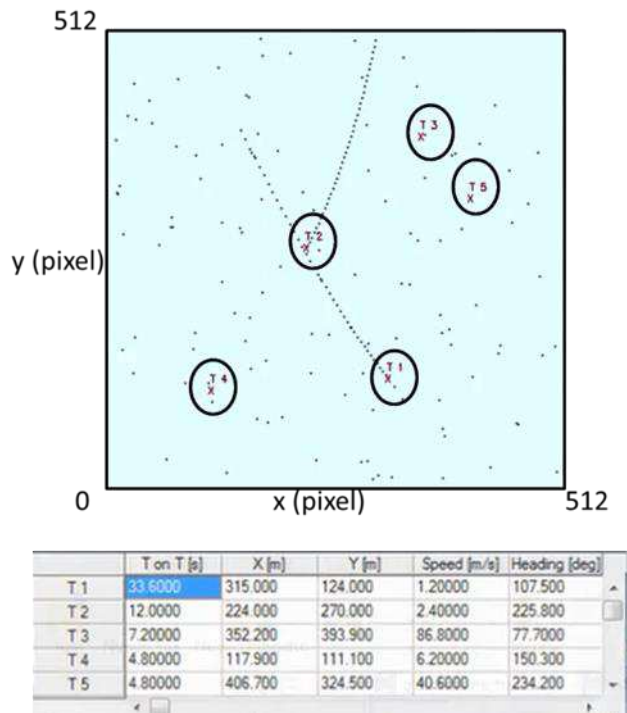 512
T 3
X
T 5
X
T 2
X
y (pixel)
T 1
X
T 4
X
0
x (pixel)
512
T on T [s] X [m] Y [m] Speed [m/s] Heading [deg]
T 1 33.6000 315.000 124.000 1.20000 107.500
T 2 12.0000 224.000 270.000 2.40000 225.800
T 3 7.20000 352.200 393.900 86.8000 77.7000
T 4 4.80000 117.900 111.100 6.20000 150.300
T 5 4.80000 406.700 324.500 40.6000 234.200